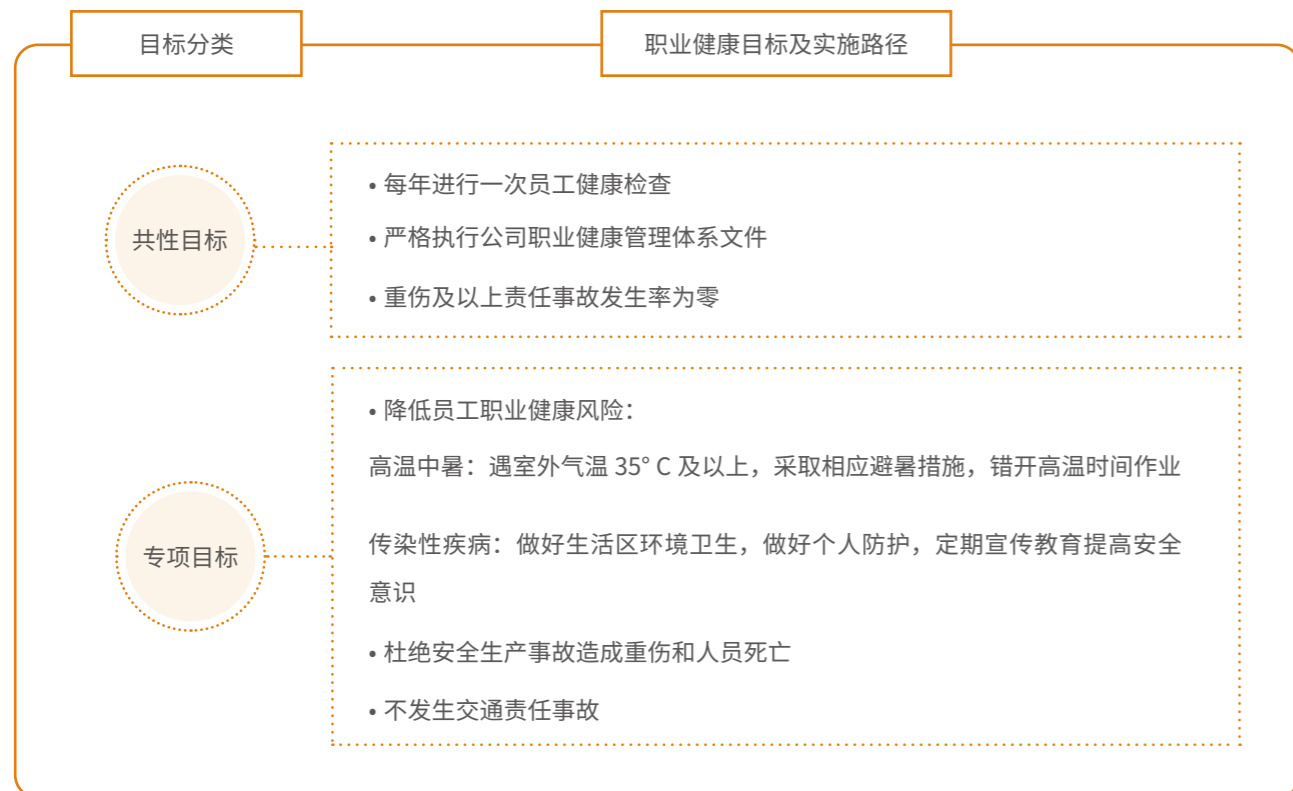 目标分类
职业健康目标及实施路径
共性目标
• 每年进行一次员工健康检查
• 严格执行公司职业健康管理体系文件
• 重伤及以上责任事故发生率为零
专项目标
• 降低员工职业健康风险：
高温中暑：遇室外气温 35° C 及以上，采取相应避暑措施，错开高温时间作业
传染性疾病：做好生活区环境卫生，做好个人防护，定期宣传教育提高安全
意识
• 杜绝安全生产事故造成重伤和人员死亡
• 不发生交通责任事故